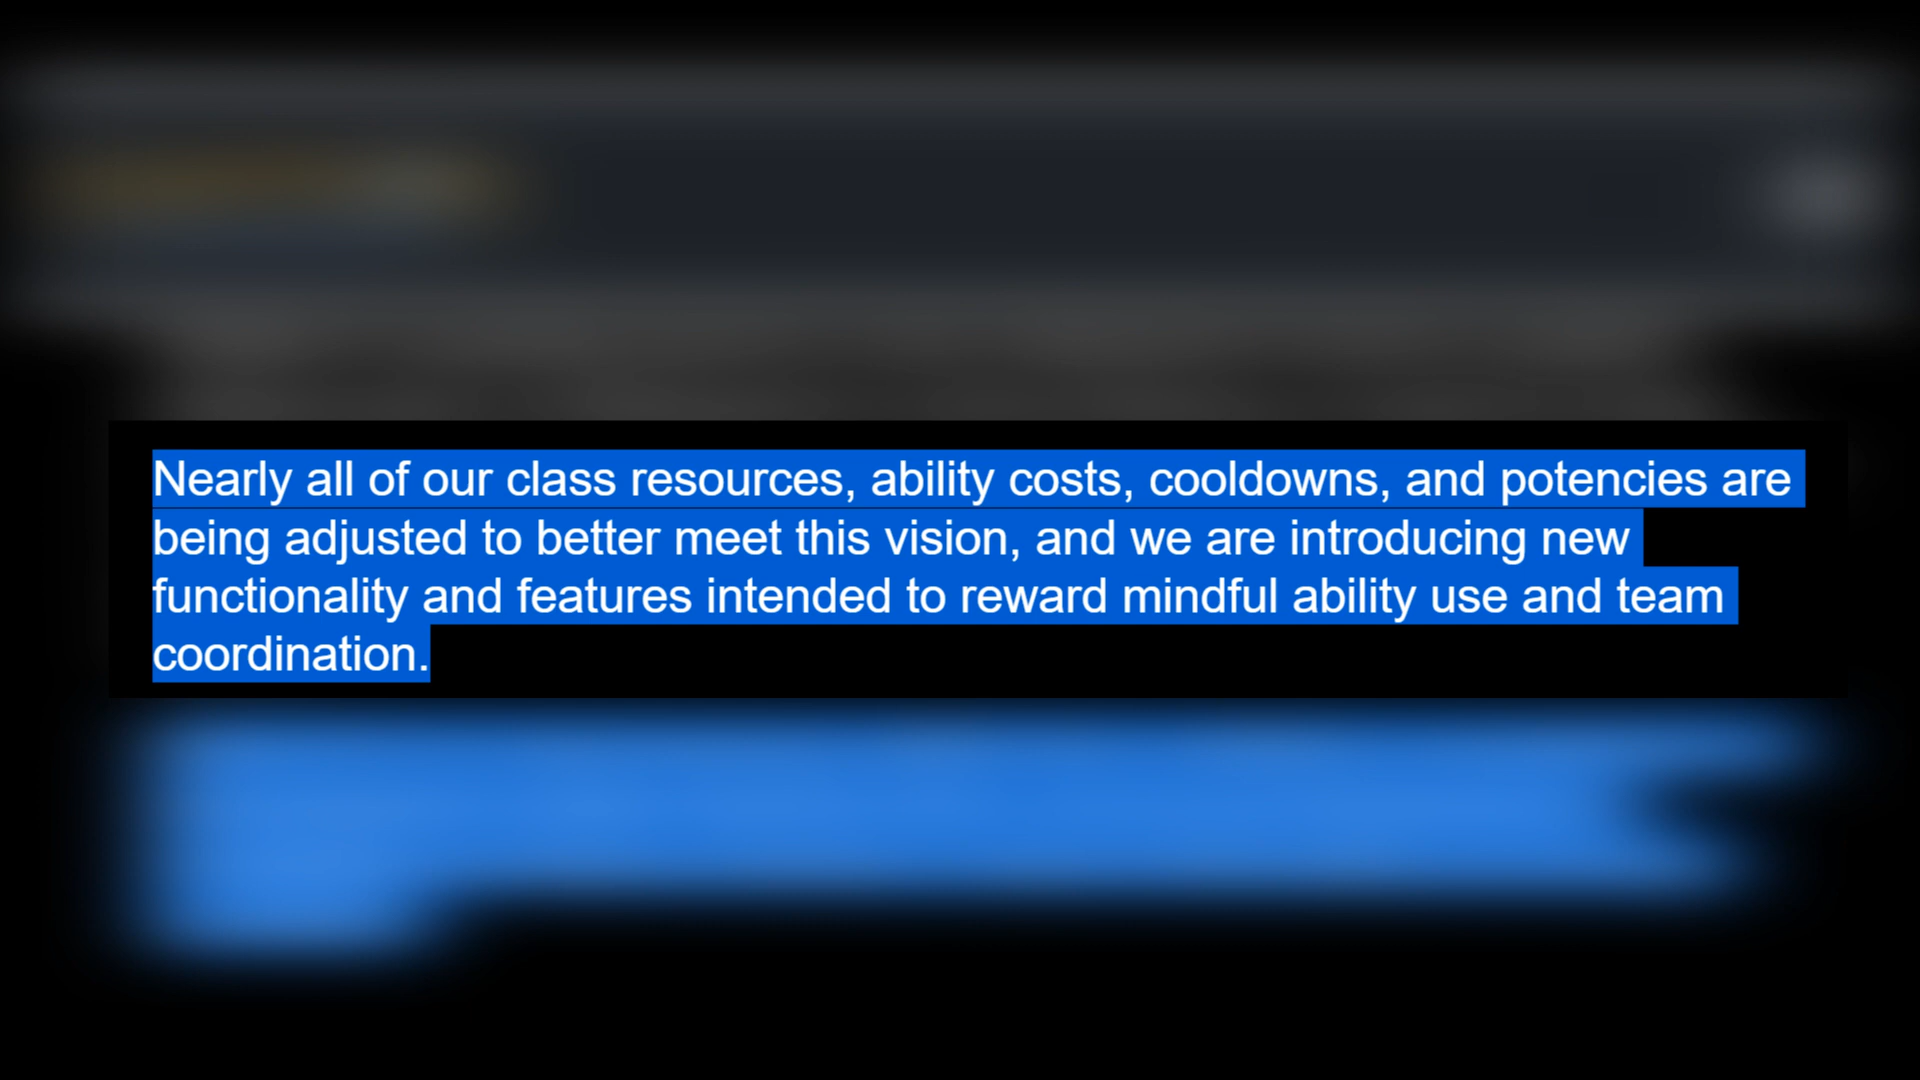 Nearly all of our class resources, ability costs, cooldowns, and potencies are
being adjusted to better meet this vision, and we are introducing new
functionality and features intended to reward mindful ability use and team
coordination.